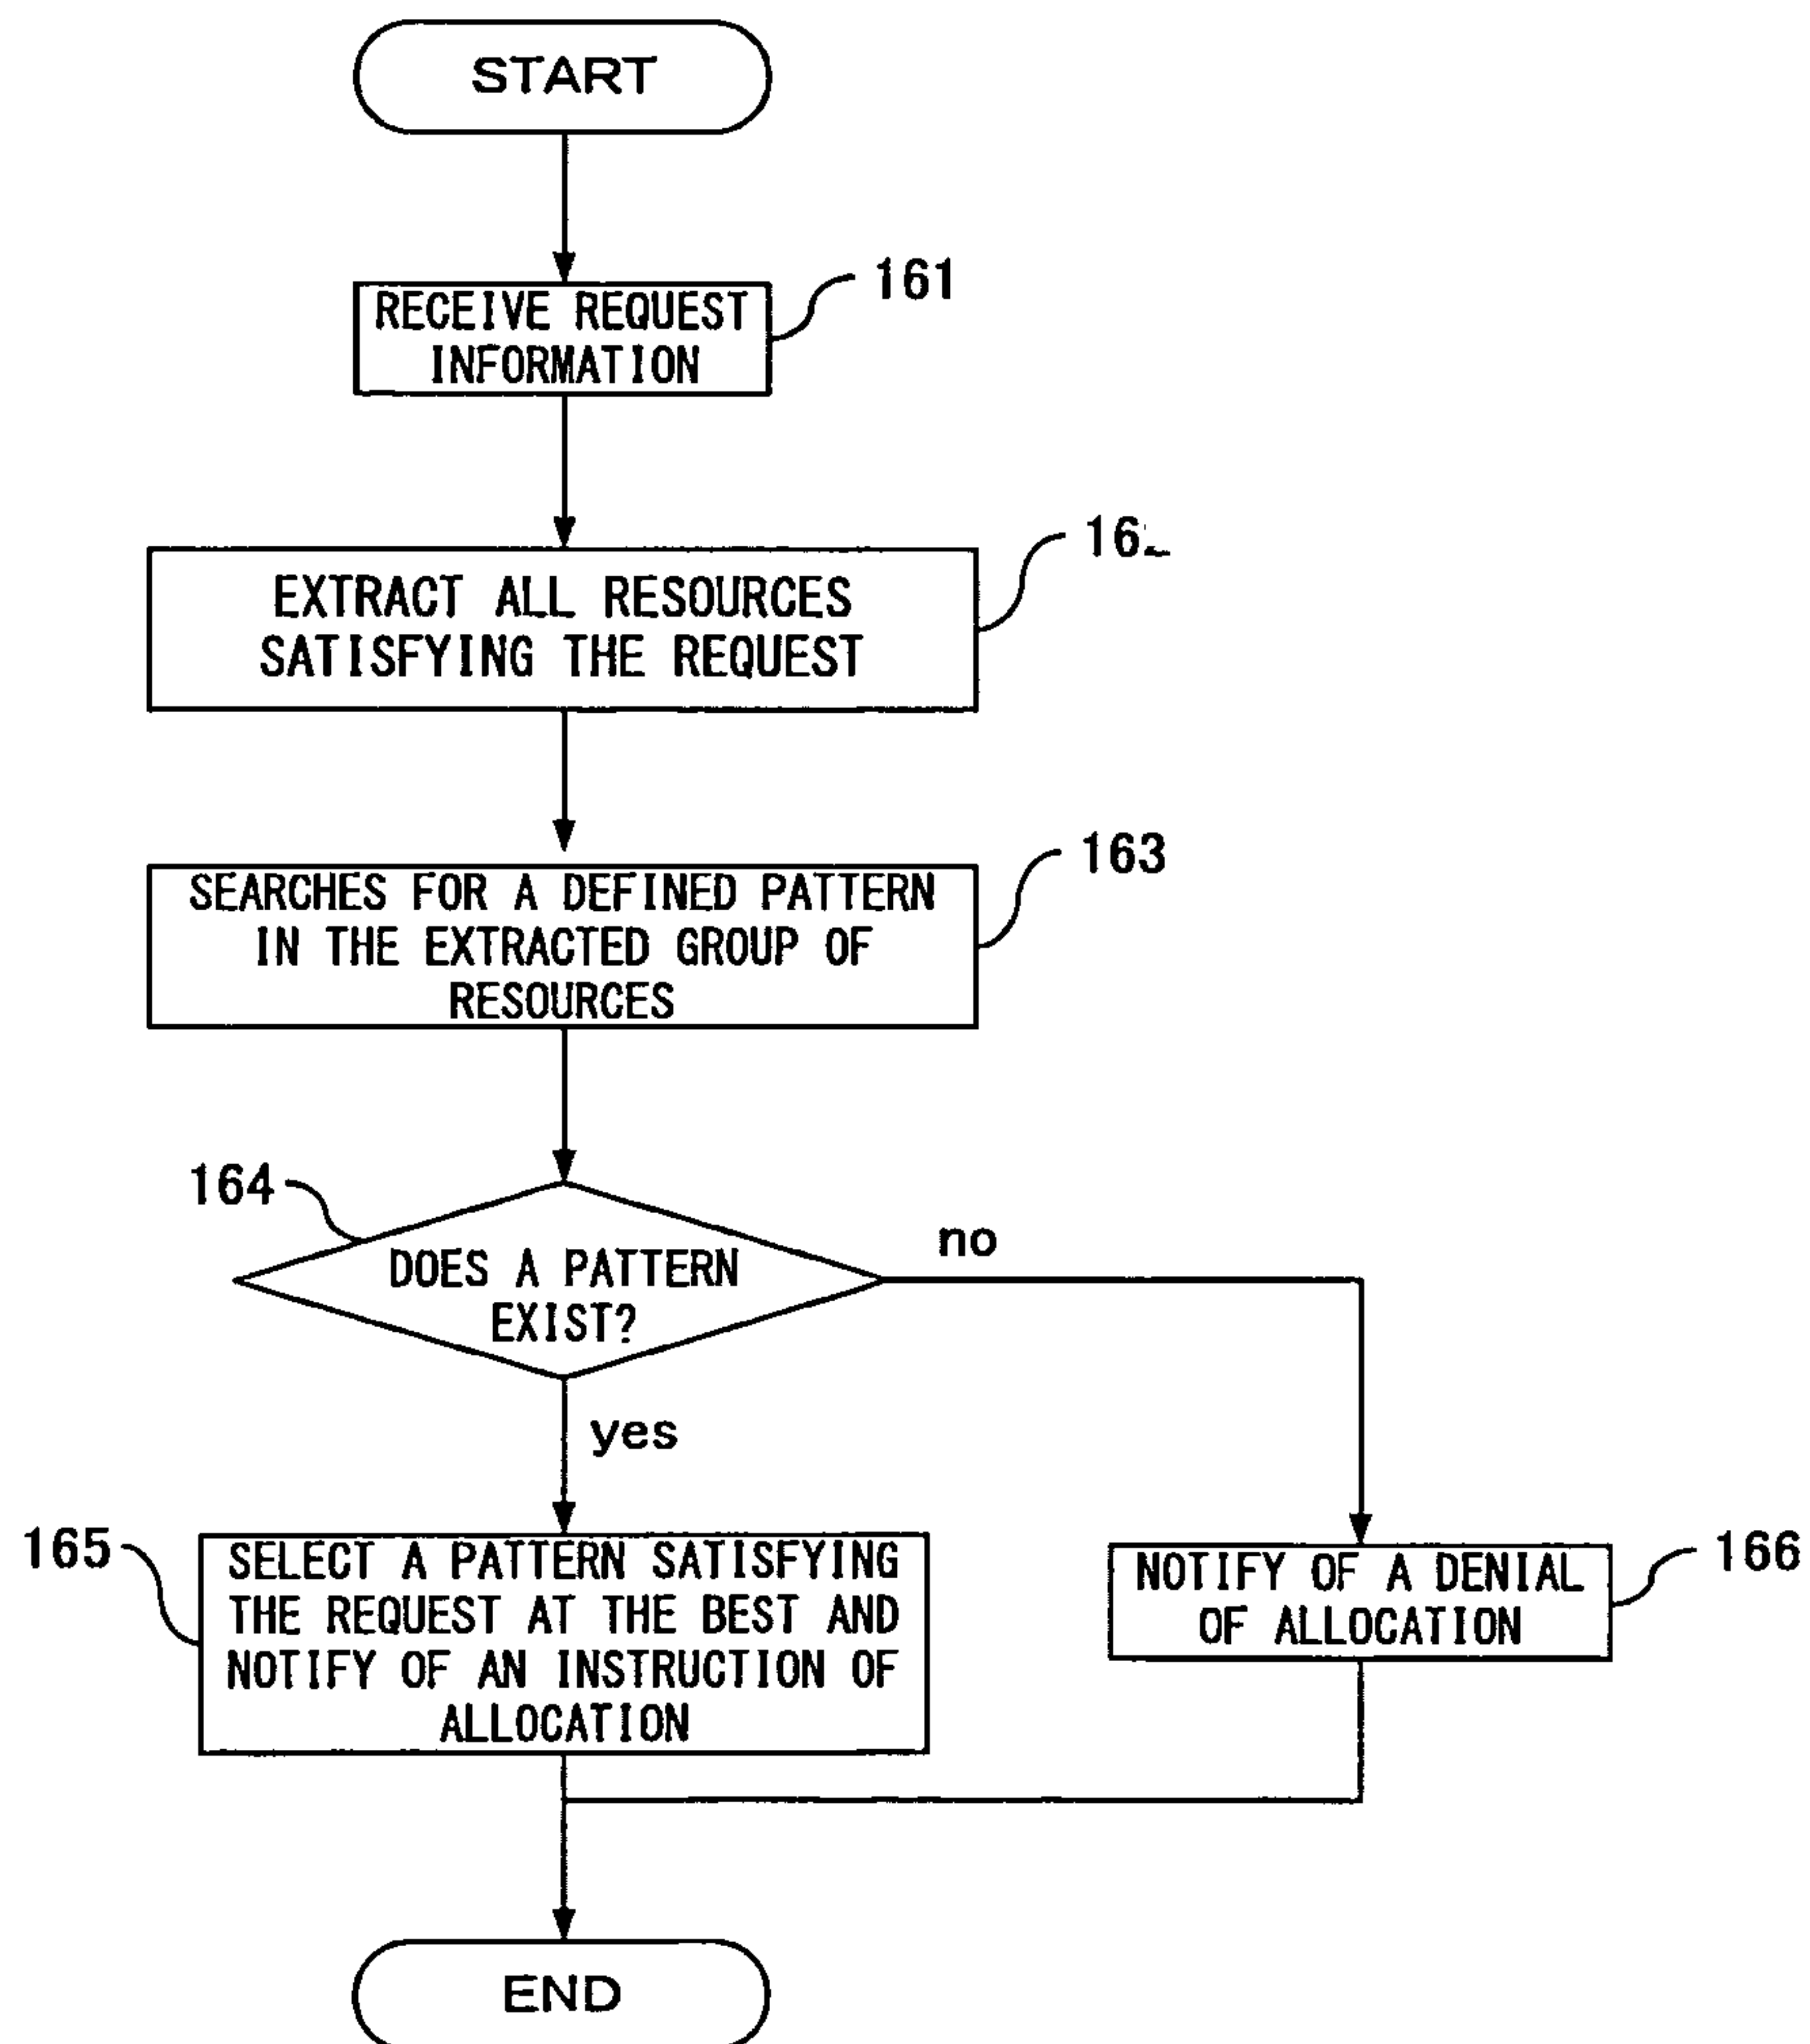 START
161
RECEIVE REQUEST
INFORMATION
EXTRACT ALL RESOURCES
SATISFYING THE REQUEST
163
SEARCHES FOR A DEFINED PATTERN
IN THE EXTRACTED GROUP OF
RESOURCES
164
DOES A PATTERN
EXIST?
no
yes
165
SELECT A PATTERN SATISFYING
THE REQUEST AT THE BEST AND
NOTIFY OF AN INSTRUCTION OF
ALLOCATION
166
NOTIFY OF A DENIAL
OF ALLOCATION
END